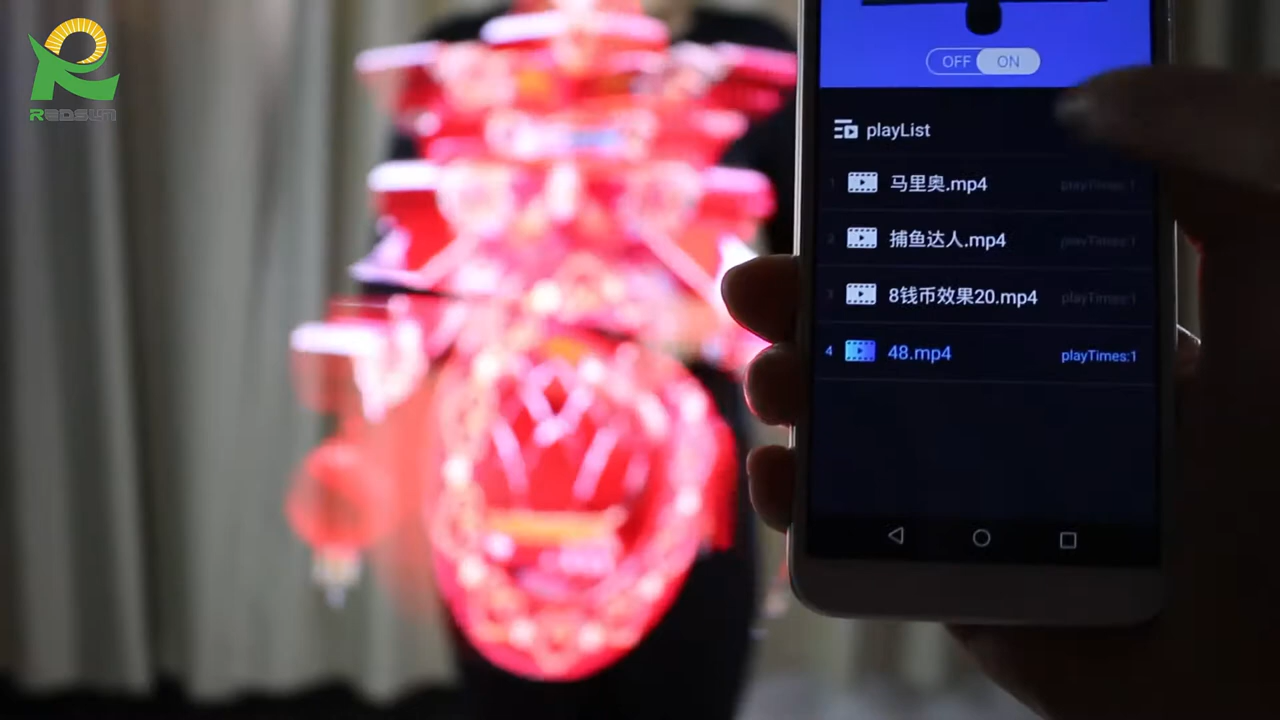 REDSUN
OFF ON
playList
1 马里奥.mp4 playTimes:1
2 捕鱼达人.mp4 playTimes:1
3 8钱币效果20.mp4 playTimes:1
4 48.mp4 playTimes:1